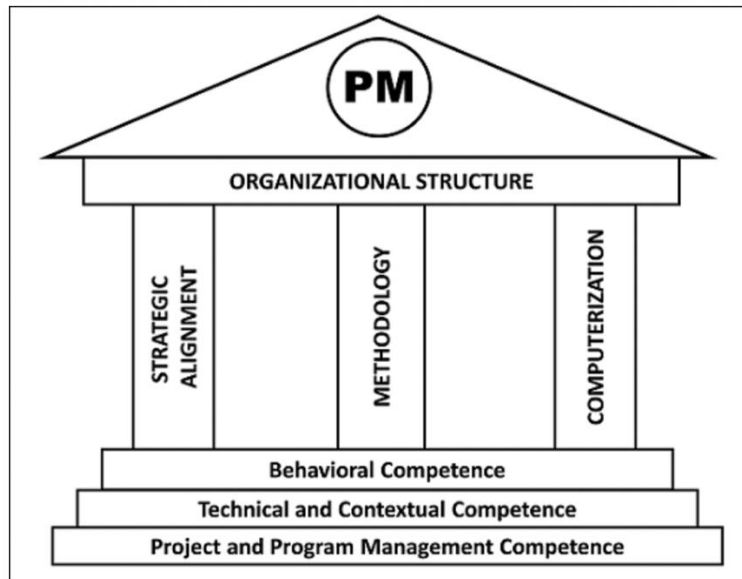 PM
ORGANIZATIONAL STRUCTURE
STRATEGIC
ALIGNMENT
METHODOLOGY
COMPUTERIZATION
Behavioral Competence
Technical and Contextual Competence
Project and Program Management Competence